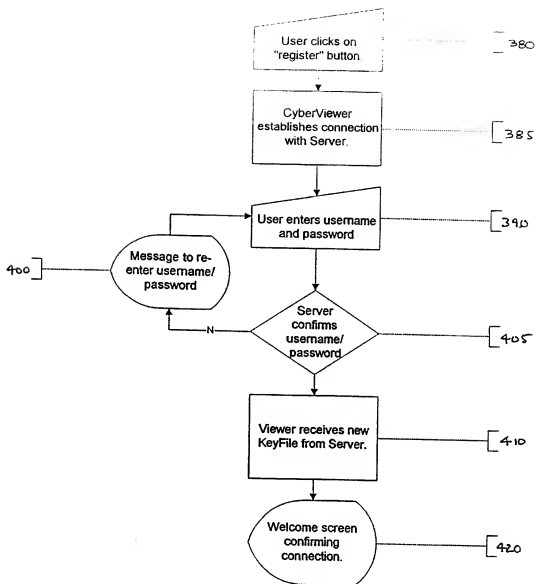 User clicks on
"register" button.
380
CyberViewer
establishes connection
with Server.
385
User enters username
and password
390
Message to re-
enter username/
password
400
Server
confirms
username/
password
405
N
Viewer receives new
KeyFile from Server.
410
Welcome screen
confirming
connection.
420